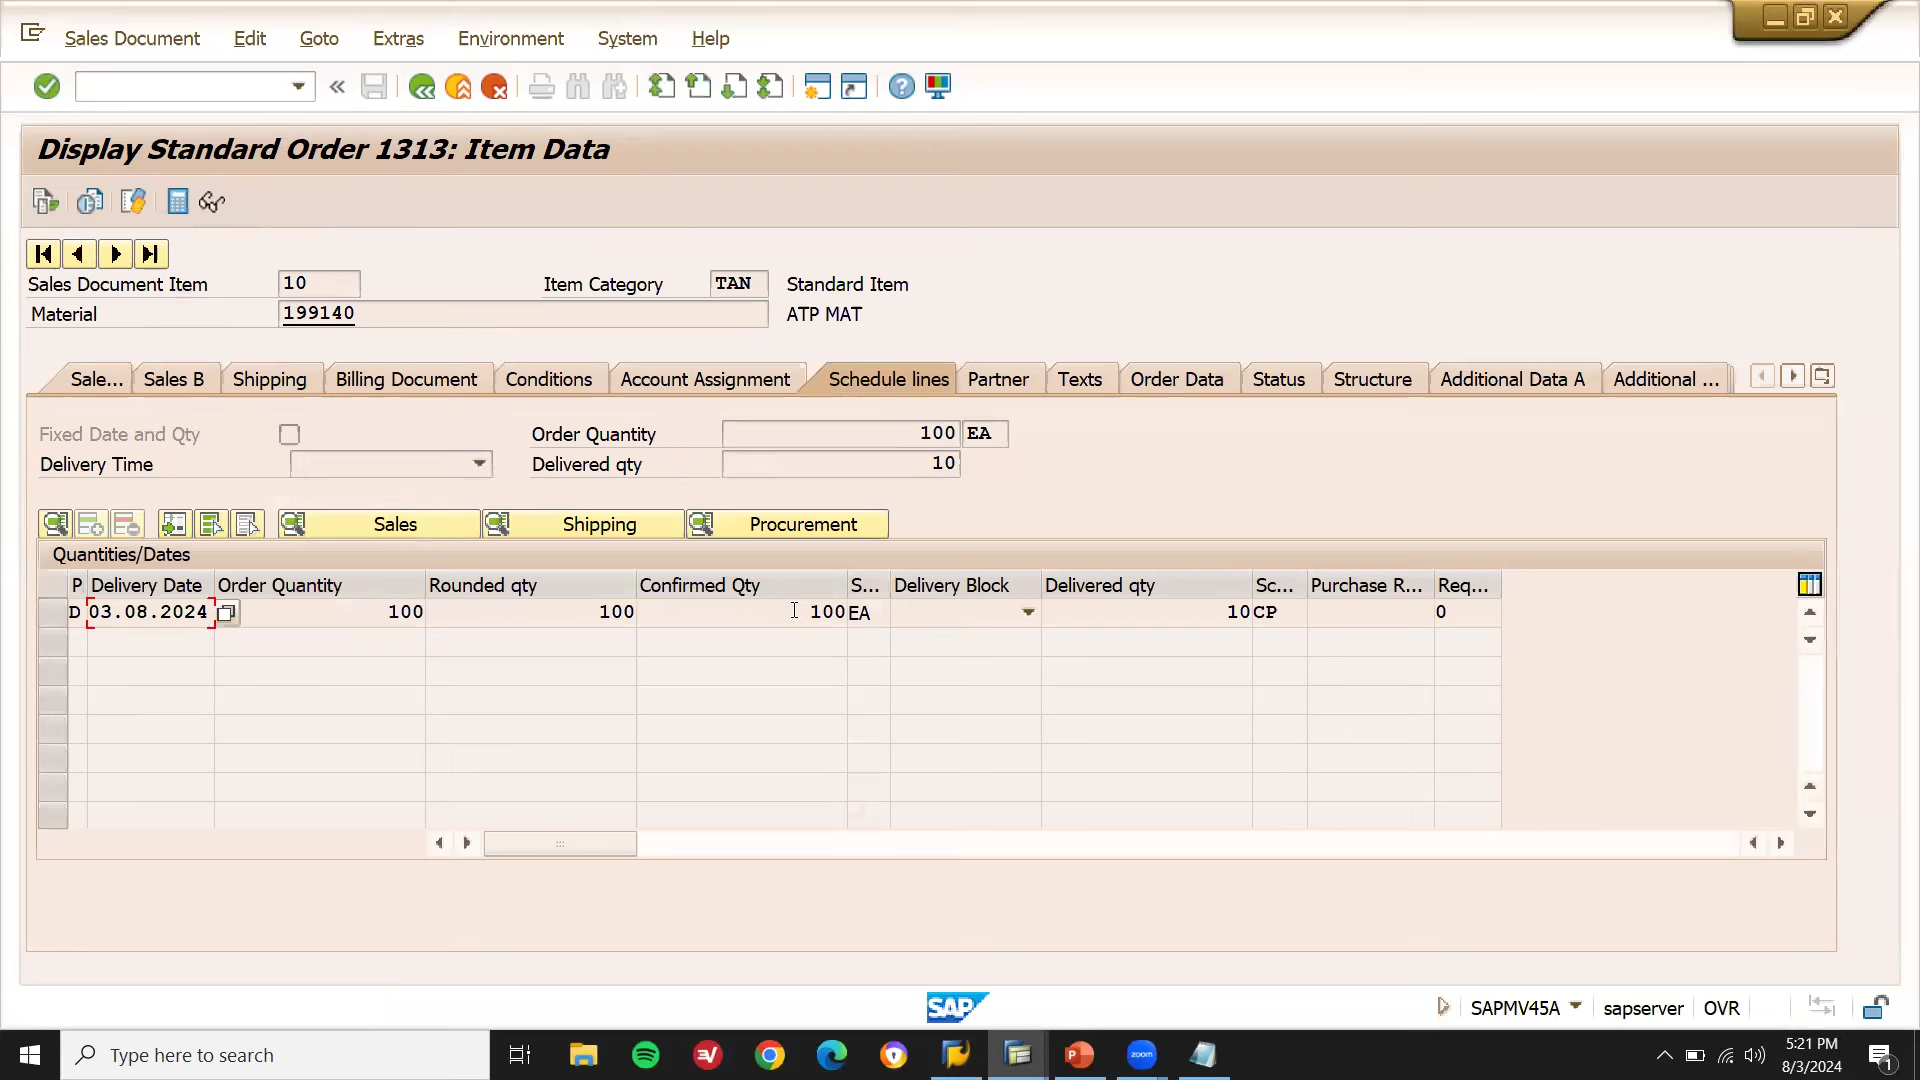 Sales Document Edit Goto Extras Environment System Help
Display Standard Order 1313: Item Data
Sales Document Item 10 Item Category TAN Standard Item
Material 199140 ATP MAT
Sale... Sales B Shipping Billing Document Conditions Account Assignment Schedule lines Partner Texts Order Data Status Structure Additional Data A Additional ...
Fixed Date and Qty Order Quantity 100 EA
Delivery Time Delivered qty 10
Sales Shipping Procurement
Quantities/Dates
P Delivery Date Order Quantity Rounded qty Confirmed Qty S... Delivery Block Delivered qty Sc... Purchase R... Req...
D 03.08.2024 100 100 100 EA 10 CP 0
SAP
SAPMV45A sapserver OVR
Type here to search
zoom
5:21 PM
8/3/2024
1